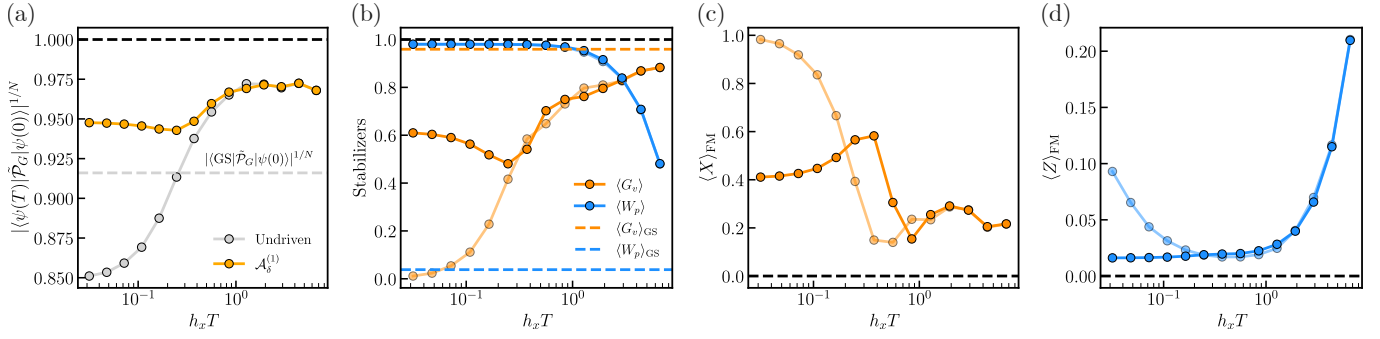 (a)
|⟨ψ(T)|P̃_G|ψ(0)⟩|^{1/N}
1.000
0.975
0.950
0.925
0.900
0.875
0.850
|⟨GS|P̃_G|ψ(0)⟩|^{1/N}
Undriven
𝒜_δ^{(1)}
10^{-1}
10^{0}
h_xT
(b)
Stabilizers
1.0
0.8
0.6
0.4
0.2
0.0
⟨G_v⟩
⟨W_p⟩
⟨G_v⟩_GS
⟨W_p⟩_GS
10^{-1}
10^{0}
h_xT
(c)
⟨X⟩_FM
1.0
0.8
0.6
0.4
0.2
0.0
10^{-1}
10^{0}
h_xT
(d)
⟨Z⟩_FM
0.20
0.15
0.10
0.05
0.00
10^{-1}
10^{0}
h_xT